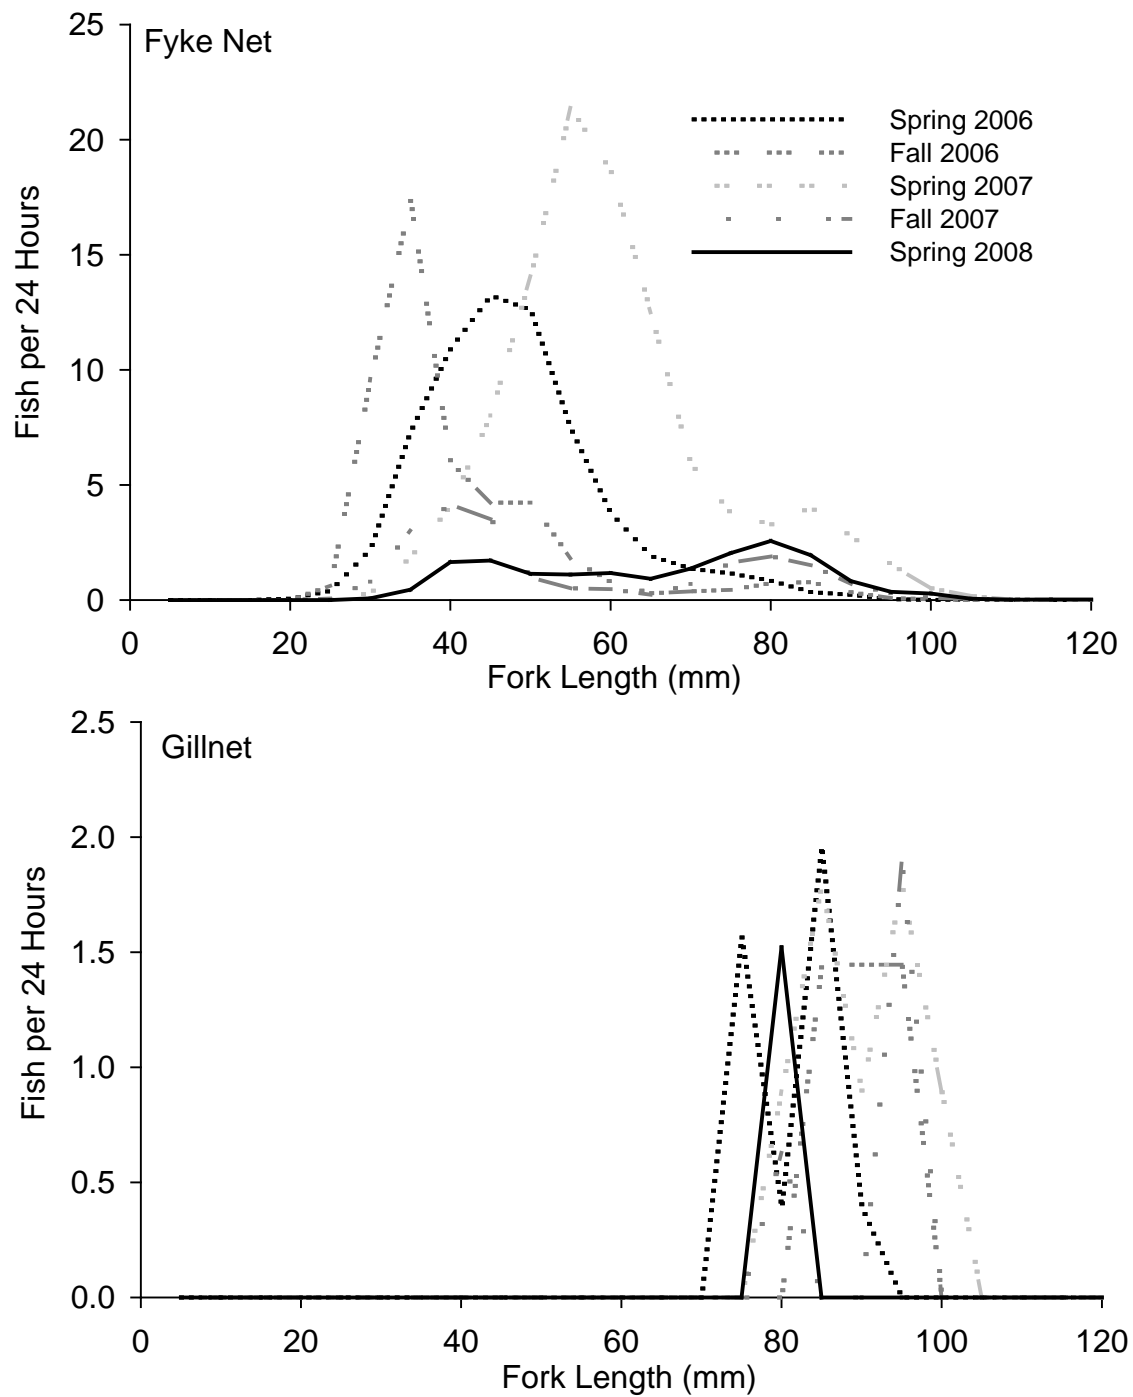 25
Fyke Net
20
Spring 2006
Fall 2006
Spring 2007
Fall 2007
Spring 2008
15
10
5
0
Fish per 24 Hours
0 20 40 60 80 100 120
Fork Length (mm)
2.5
Gillnet
2.0
1.5
1.0
0.5
0.0
Fish per 24 Hours
0 20 40 60 80 100 120
Fork Length (mm)